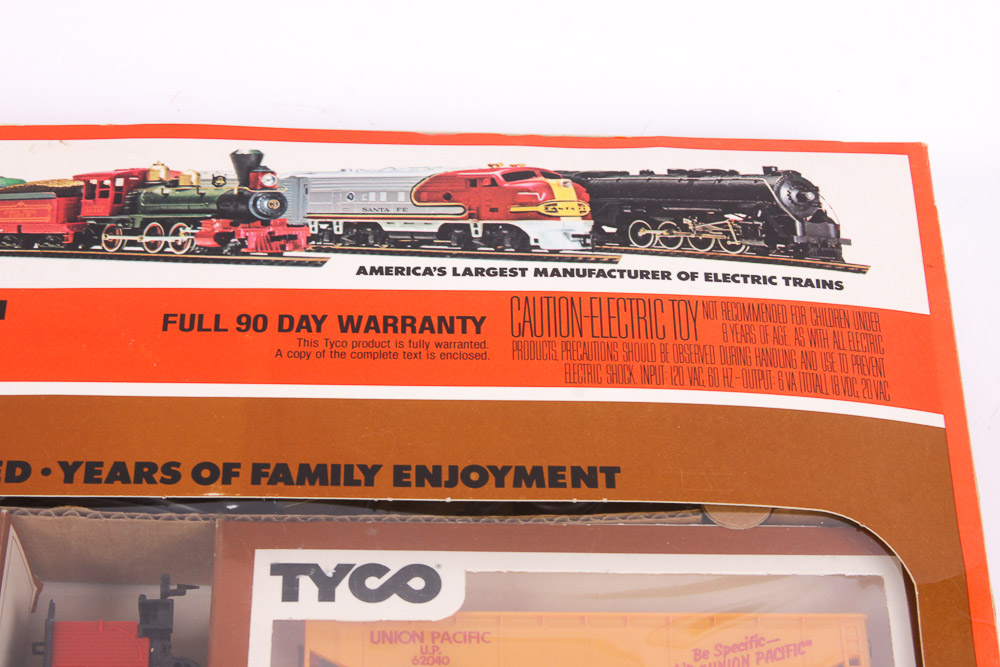 SANTA FE
AMERICA'S LARGEST MANUFACTURER OF ELECTRIC TRAINS
FULL 90 DAY WARRANTY
This Tyco product is fully warranted.
A copy of the complete text is enclosed.
CAUTION-ELECTRIC TOY NOT RECOMMENDED FOR CHILDREN UNDER
8 YEARS OF AGE. AS WITH ALL ELECTRIC
PRODUCTS, PRECAUTIONS SHOULD BE OBSERVED DURING HANDLING AND USE TO PREVENT
ELECTRIC SHOCK. INPUT-120 VAC, 60 HZ-OUTPUT-6 VA (TOTAL), 18 VDC, 20 VAC
ED • YEARS OF FAMILY ENJOYMENT
TYCO®
UNION PACIFIC
U.P.
62040
Be Specific—
"UNION PACIFIC"